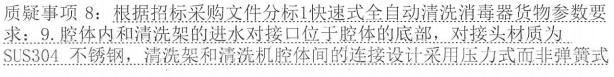 质疑事项 8：根据招标采购文件分标1快速式全自动清洗消毒器货物参数要
求：9.腔体内和清洗架的进水对接口位于腔体的底部，对接头材质为
SUS304 不锈钢，清洗架和清洗机腔体间的连接设计采用压力式而非弹簧式